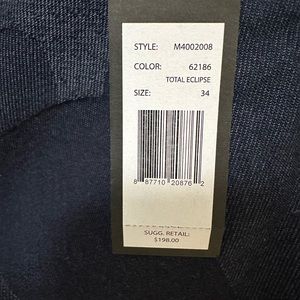 STYLE: M4002008
COLOR: 62186
TOTAL ECLIPSE
SIZE: 34
8 87710 20876 2
SUGG. RETAIL:
$198.00